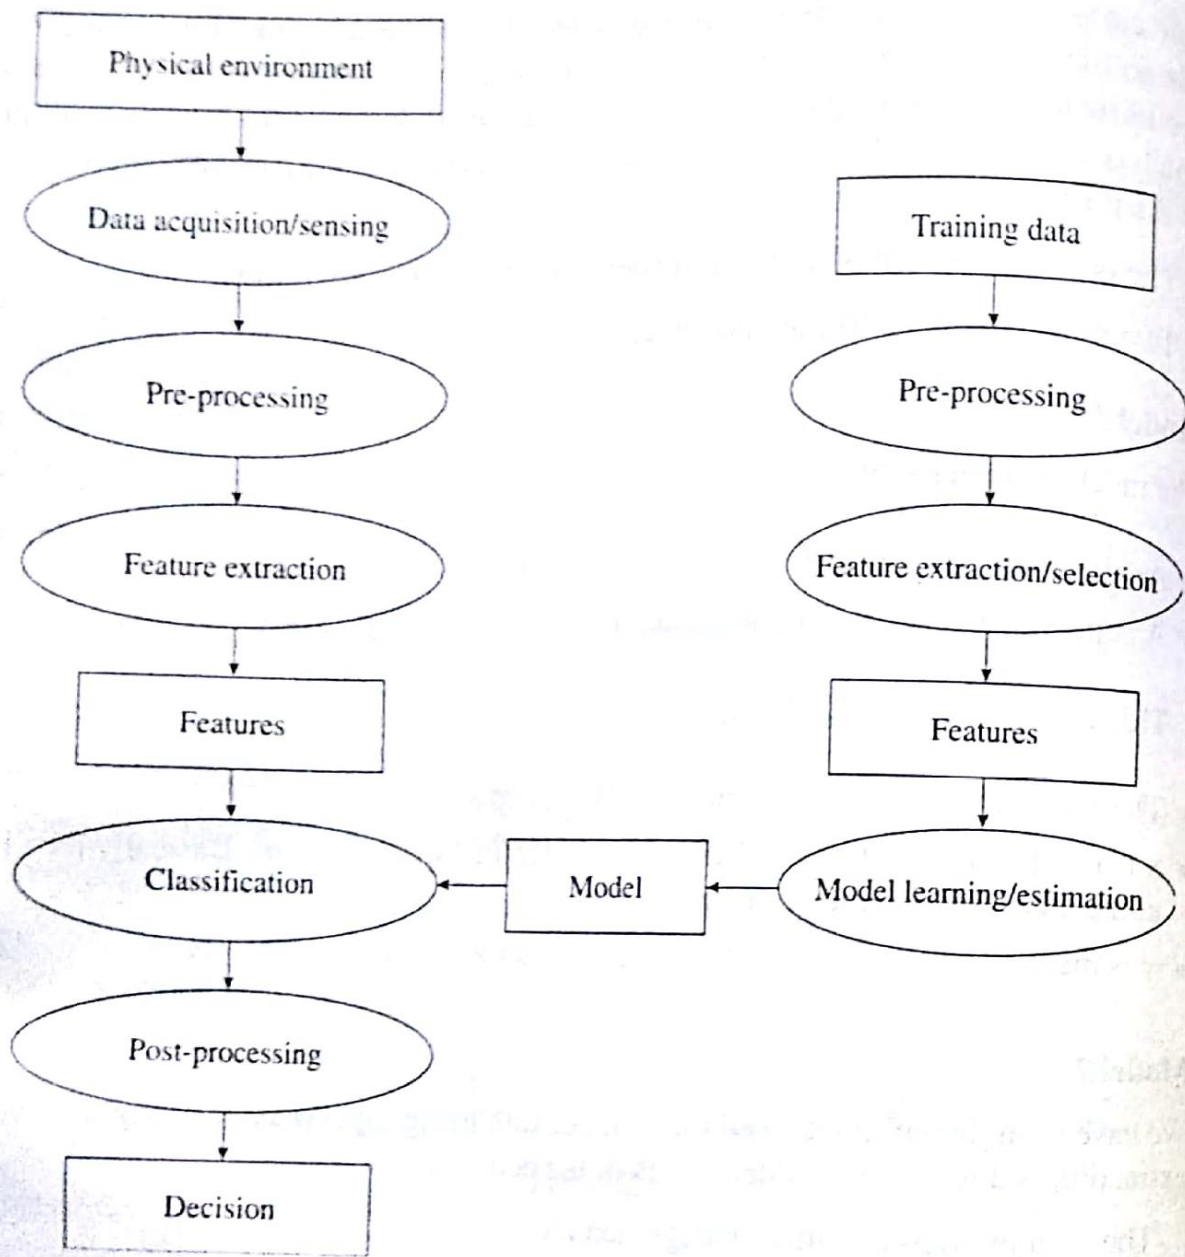 Physical environment
Data acquisition/sensing
Pre-processing
Feature extraction
Features
Classification
Post-processing
Decision
Training data
Pre-processing
Feature extraction/selection
Features
Model learning/estimation
Model